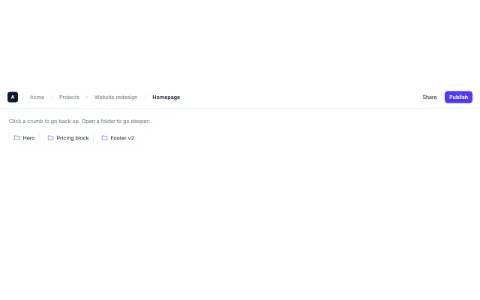 A Acme Projects Website redesign Homepage Share Publish
Click a crumb to go back up. Open a folder to go deeper.
Hero Pricing block Footer v2